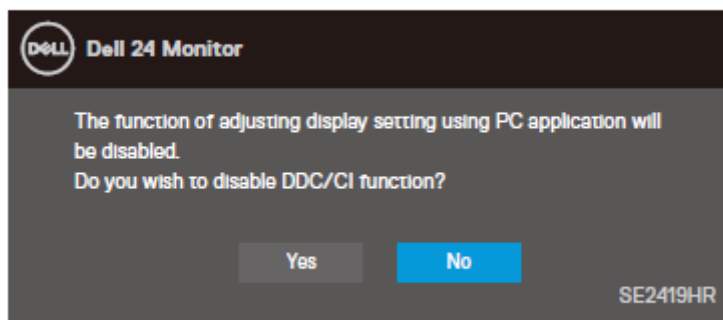 DELL
Dell 24 Monitor
The function of adjusting display setting using PC application will
be disabled.
Do you wish to disable DDC/CI function?
Yes
No
SE2419HR